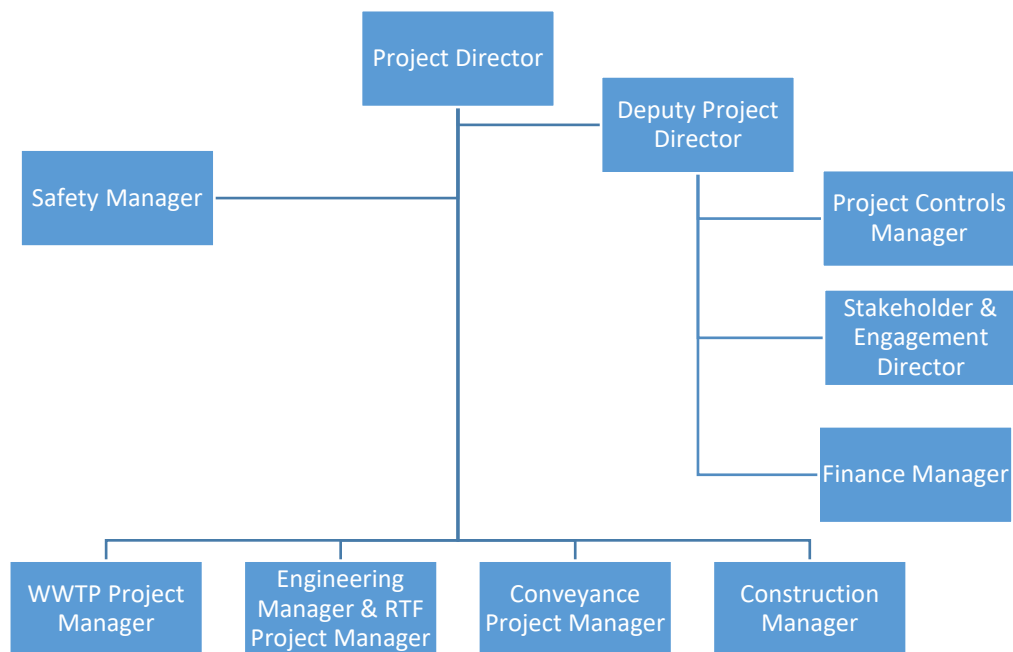 Project Director
Deputy Project
Director
Safety Manager
Project Controls
Manager
Stakeholder &
Engagement
Director
Finance Manager
WWTP Project
Manager
Engineering
Manager & RTF
Project Manager
Conveyance
Project Manager
Construction
Manager